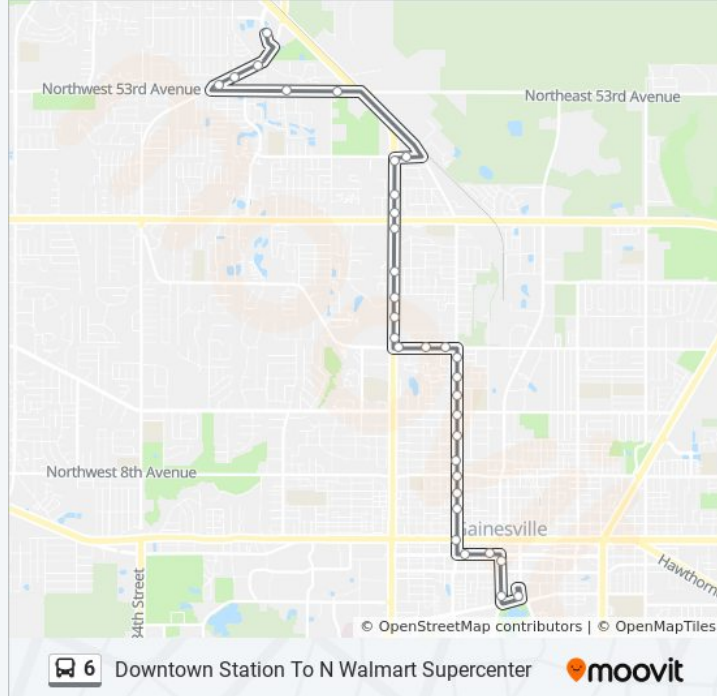 Northwest 53rd Avenue
Northeast 53rd Avenue
Northwest 8th Avenue
Gainesville
34th Street
Hawthorn
© OpenStreetMap contributors | © OpenMapTiles
6 Downtown Station To N Walmart Supercenter moovit